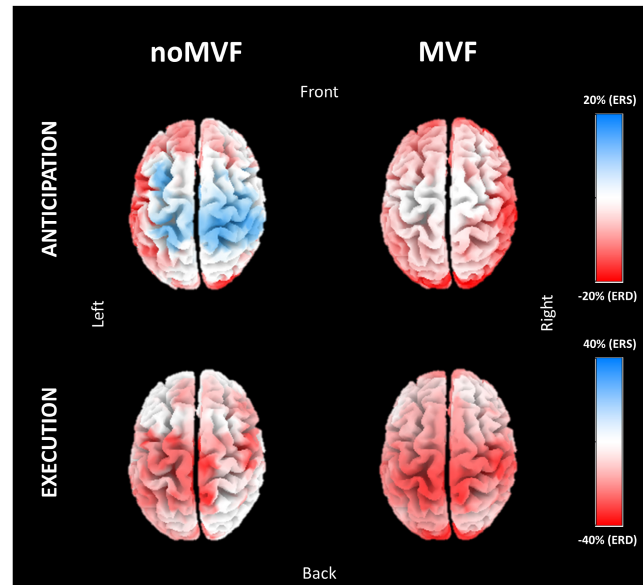 noMVF
MVF
Front
20% (ERS)
ANTICIPATION
-20% (ERD)
Left
Right
40% (ERS)
EXECUTION
-40% (ERD)
Back